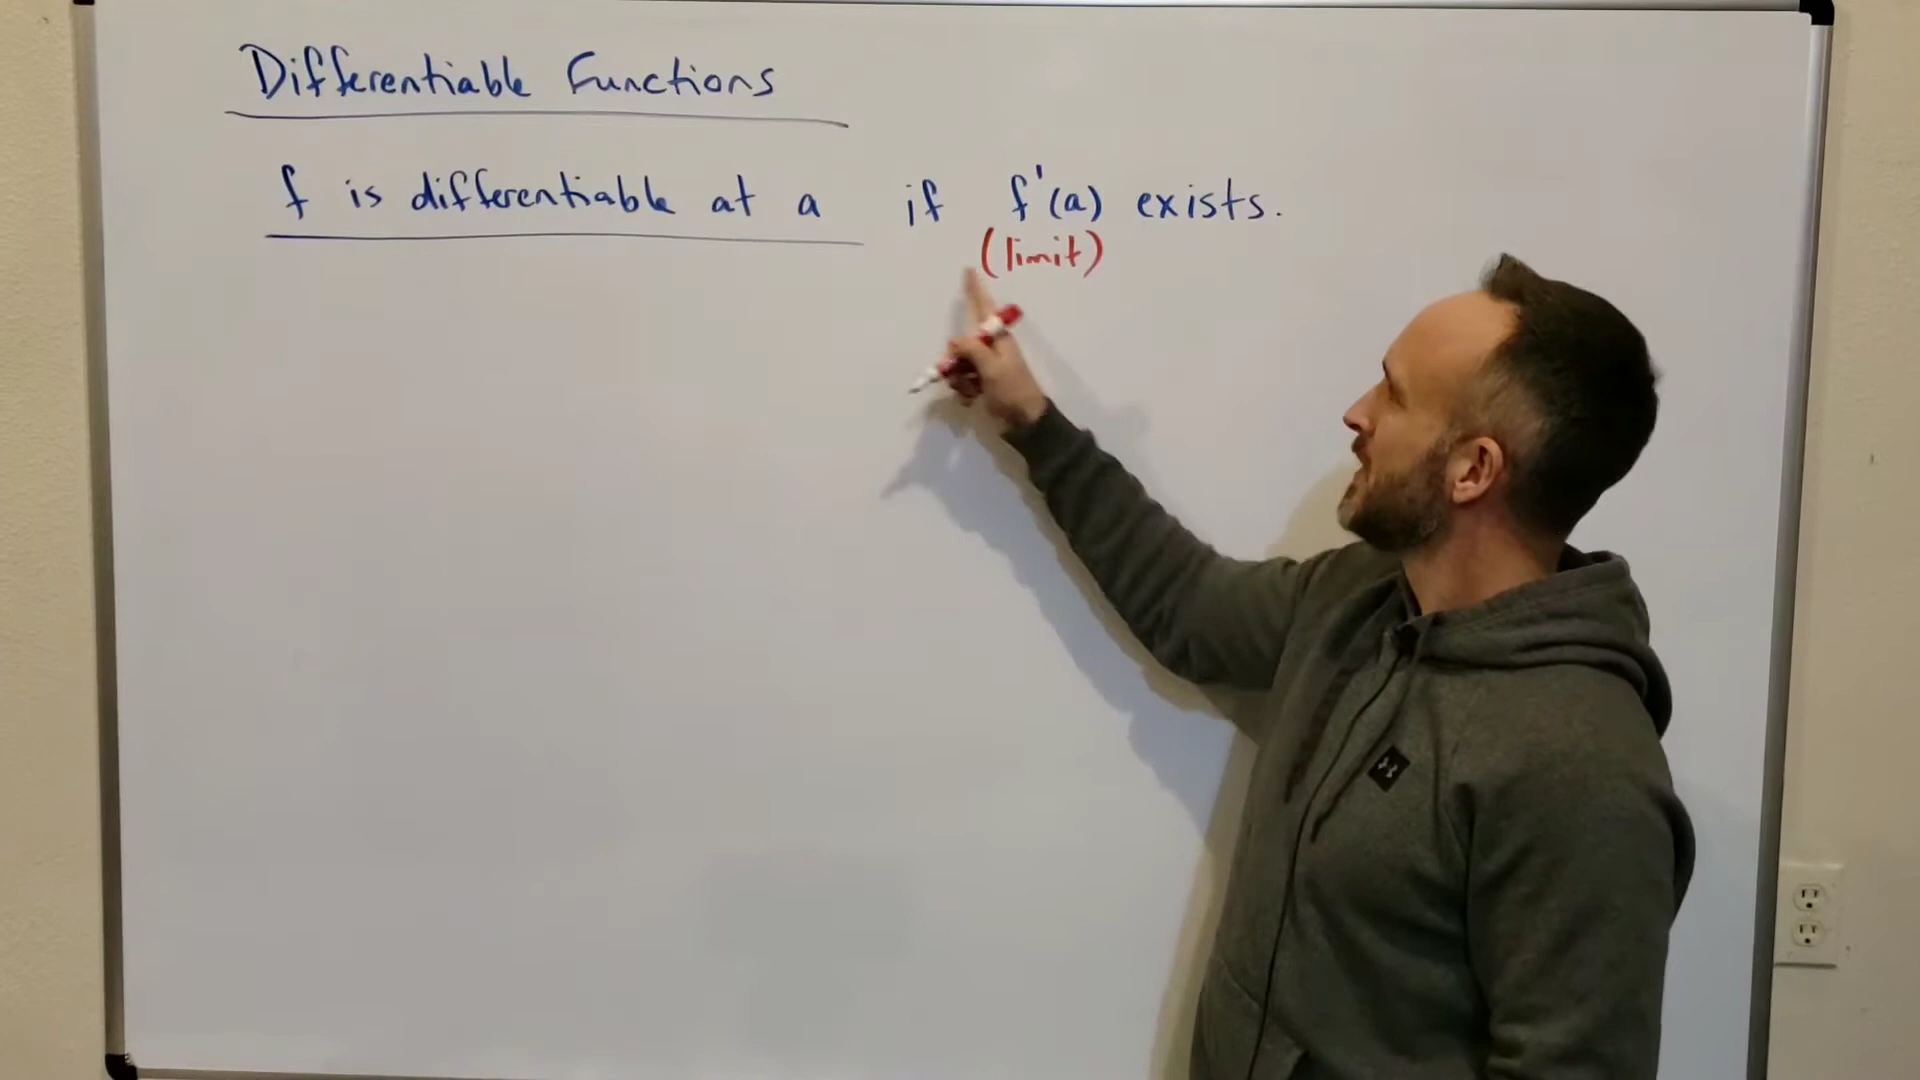 Differentiable Functions
f is differentiable at a if f'(a) exists.
(limit)